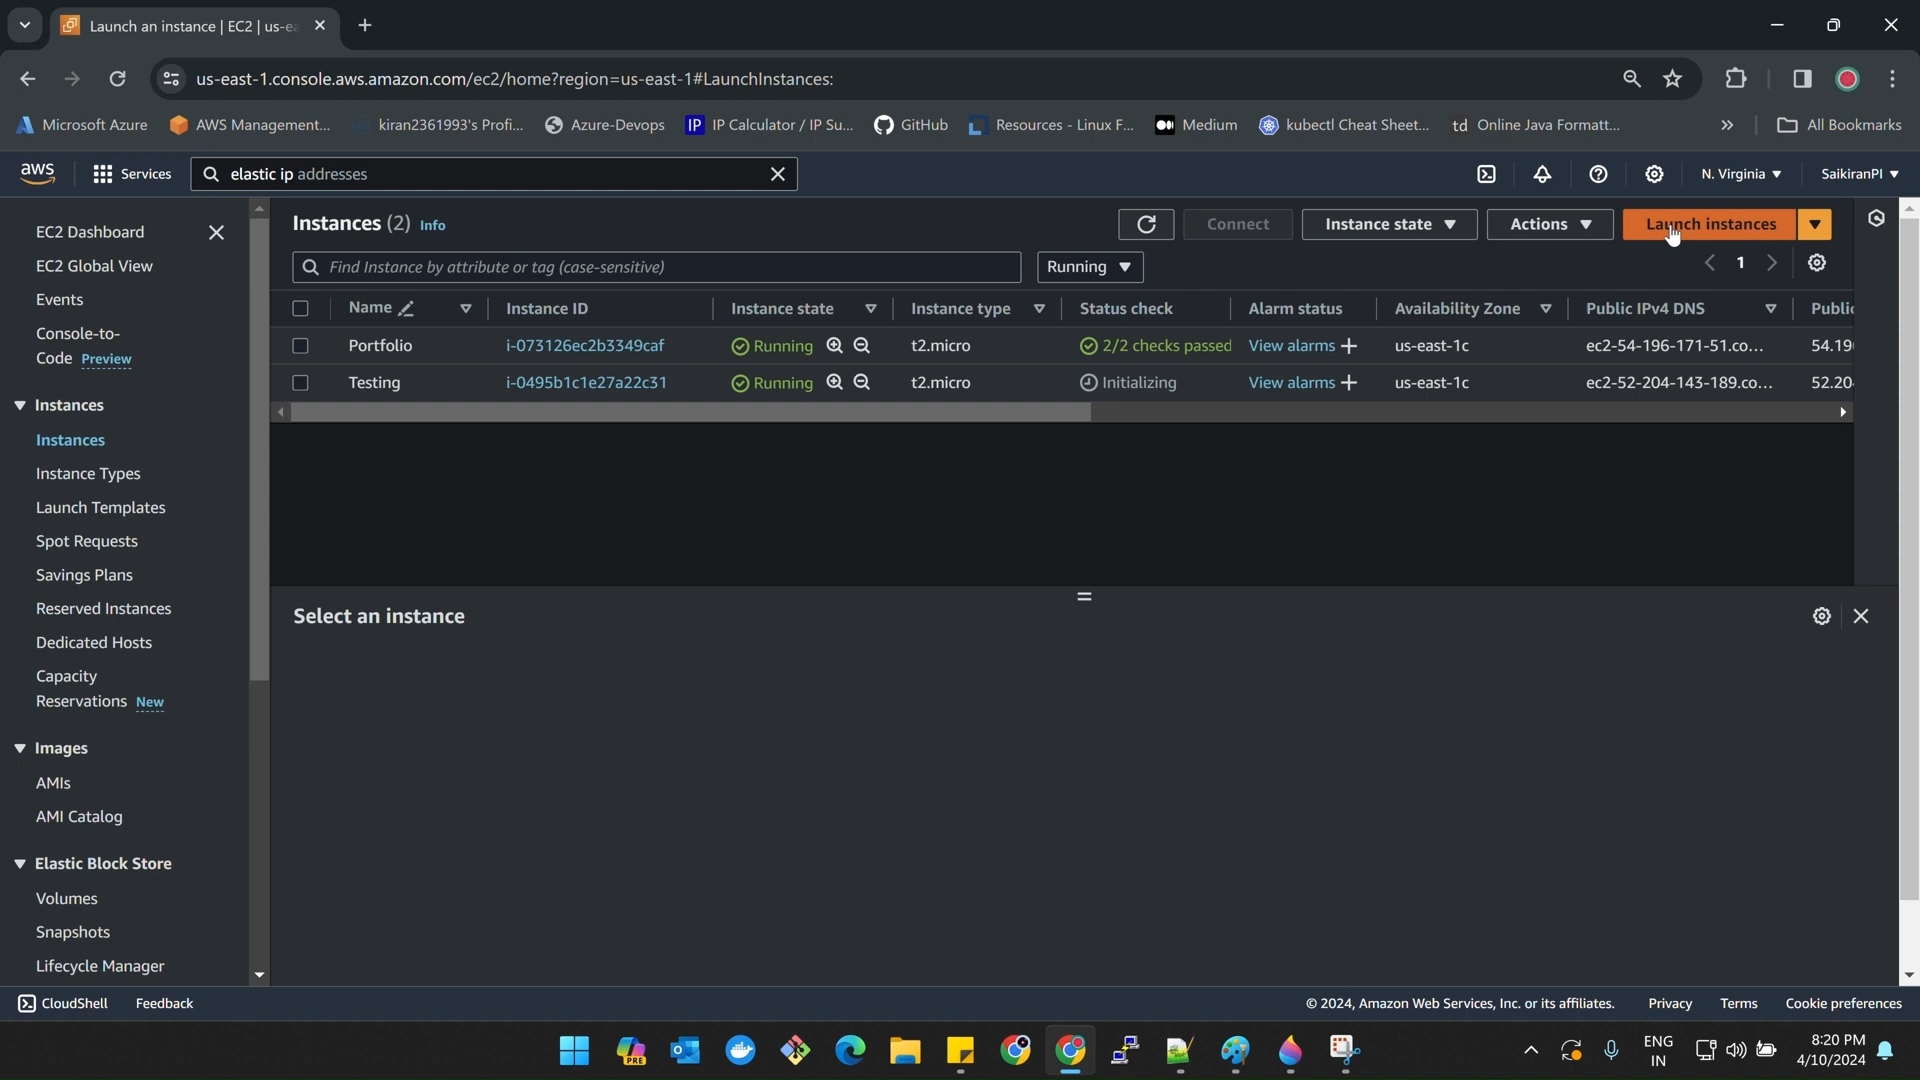 Launch an instance | EC2 | us-ea
us-east-1.console.aws.amazon.com/ec2/home?region=us-east-1#LaunchInstances:
Microsoft Azure
AWS Management...
kiran2361993's Profi...
Azure-Devops
IP
IP Calculator / IP Su...
GitHub
Resources - Linux F...
Medium
kubectl Cheat Sheet...
td
Online Java Formatt...
All Bookmarks
aws
Services
elastic ip addresses
N. Virginia
SaikiranPI
EC2 Dashboard
EC2 Global View
Events
Console-to-
Code Preview
Instances
Instances
Instance Types
Launch Templates
Spot Requests
Savings Plans
Reserved Instances
Dedicated Hosts
Capacity
Reservations New
Images
AMIs
AMI Catalog
Elastic Block Store
Volumes
Snapshots
Lifecycle Manager
Instances (2) Info
Connect
Instance state
Actions
Launch instances
Find Instance by attribute or tag (case-sensitive)
Running
1
Name Instance ID Instance state Instance type Status check Alarm status Availability Zone Public IPv4 DNS Public
Portfolio i-073126ec2b3349caf Running t2.micro 2/2 checks passed View alarms us-east-1c ec2-54-196-171-51.co... 54.196
Testing i-0495b1c1e27a22c31 Running t2.micro Initializing View alarms us-east-1c ec2-52-204-143-189.co... 52.20
Select an instance
CloudShell
Feedback
© 2024, Amazon Web Services, Inc. or its affiliates.
Privacy
Terms
Cookie preferences
PRE
ENG
IN
8:20 PM
4/10/2024